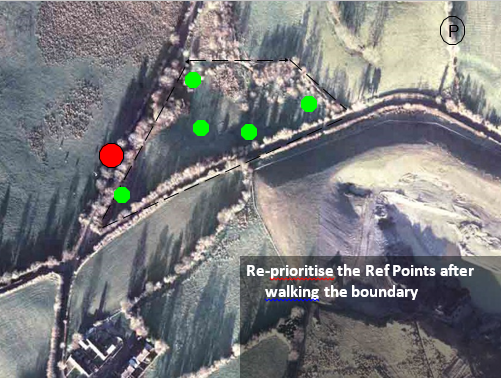 P
Re-prioritise the Ref Points after
walking the boundary